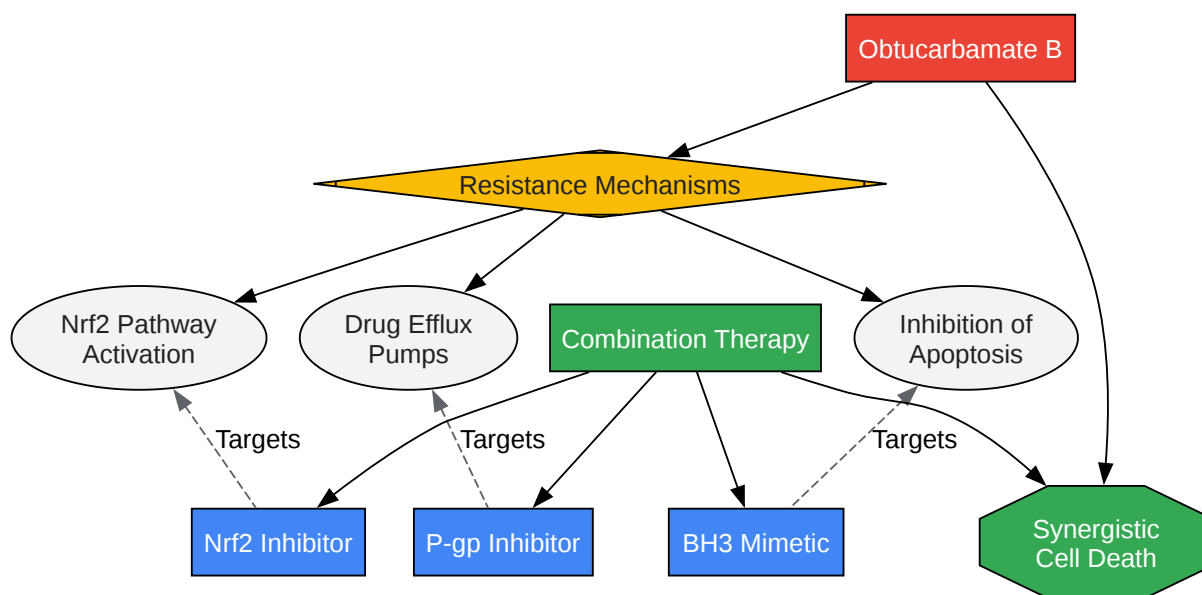 Obtucarbamate B
Resistance Mechanisms
Nrf2 Pathway
Activation
Drug Efflux
Pumps
Combination Therapy
Inhibition of
Apoptosis
Targets
Targets
Targets
Nrf2 Inhibitor
P-gp Inhibitor
BH3 Mimetic
Synergistic
Cell Death